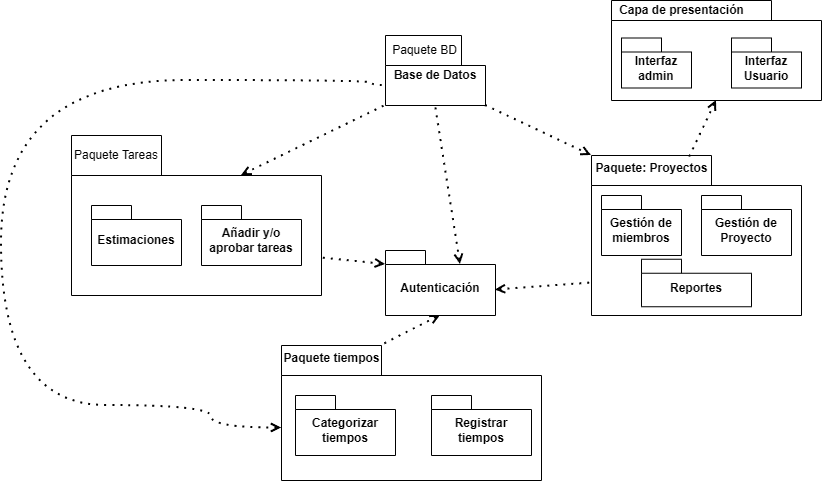 Capa de presentación
Interfaz
admin
Interfaz
Usuario
Paquete BD
Base de Datos
Paquete Tareas
Estimaciones
Añadir y/o
aprobar tareas
Paquete: Proyectos
Gestión de
miembros
Gestión de
Proyecto
Reportes
Autenticación
Paquete tiempos
Categorizar
tiempos
Registrar
tiempos